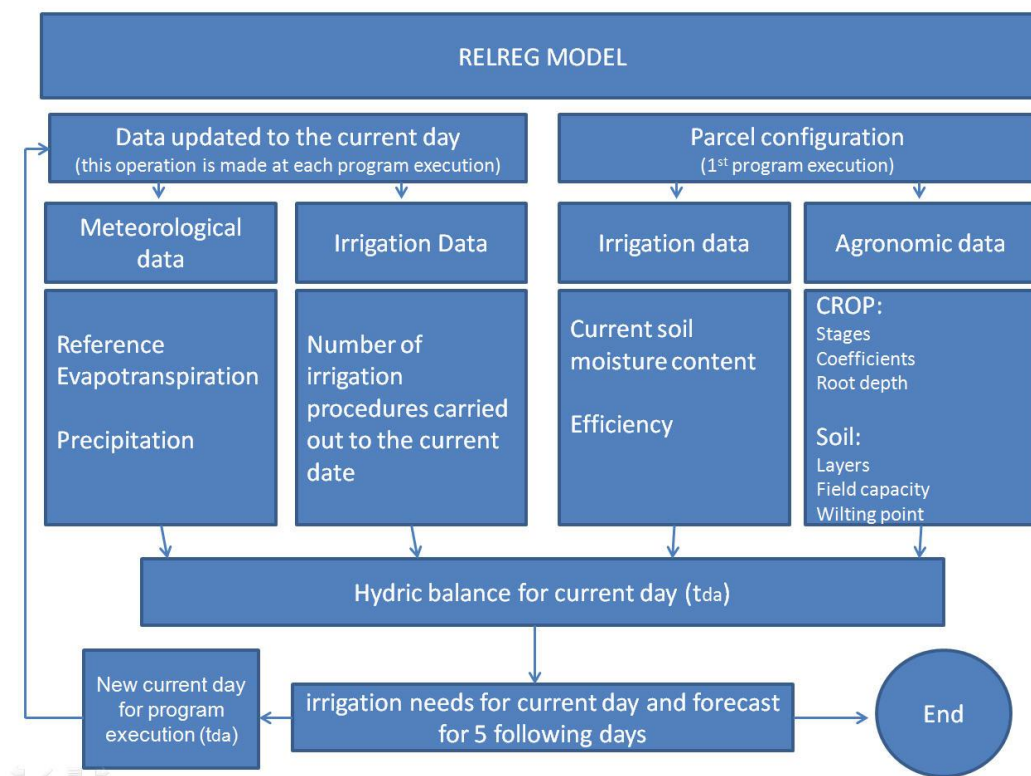 RELREG MODEL
Data updated to the current day
(this operation is made at each program execution)
Parcel configuration
(1st program execution)
Meteorological
data
Irrigation Data
Irrigation data
Agronomic data
Reference
Evapotranspiration
Precipitation
Number of
irrigation
procedures carried
out to the current
date
Current soil
moisture content
Efficiency
CROP:
Stages
Coefficients
Root depth
Soil:
Layers
Field capacity
Wilting point
Hydric balance for current day (tda)
New current day
for program
execution (tda)
irrigation needs for current day and forecast
for 5 following days
End